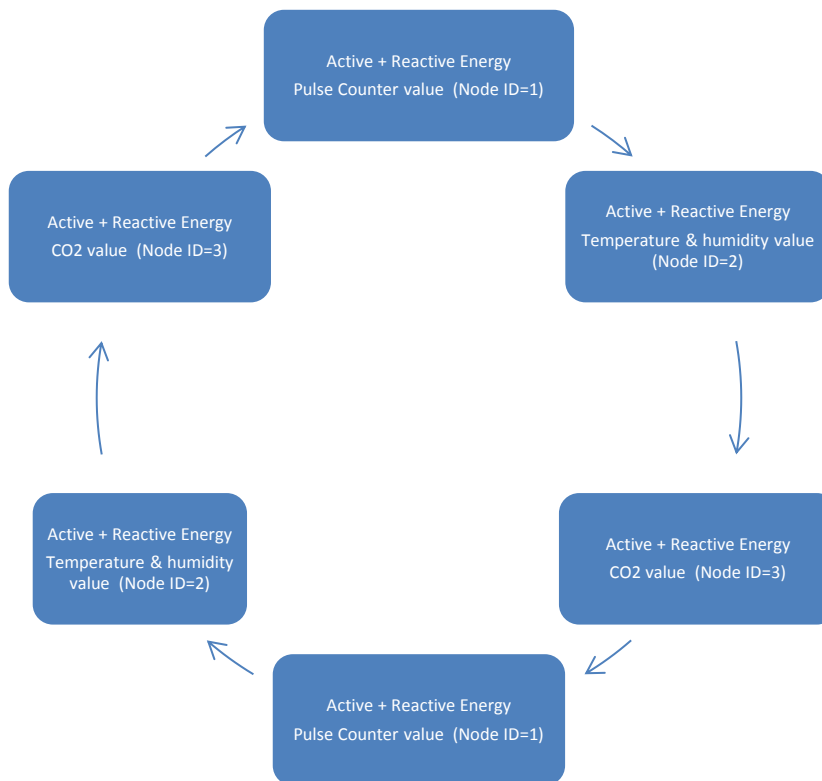 Active + Reactive Energy
Pulse Counter value  (Node ID=1)
Active + Reactive Energy
Temperature & humidity value
(Node ID=2)
Active + Reactive Energy
CO2 value  (Node ID=3)
Active + Reactive Energy
Pulse Counter value  (Node ID=1)
Active + Reactive Energy
Temperature & humidity
value  (Node ID=2)
Active + Reactive Energy
CO2 value  (Node ID=3)